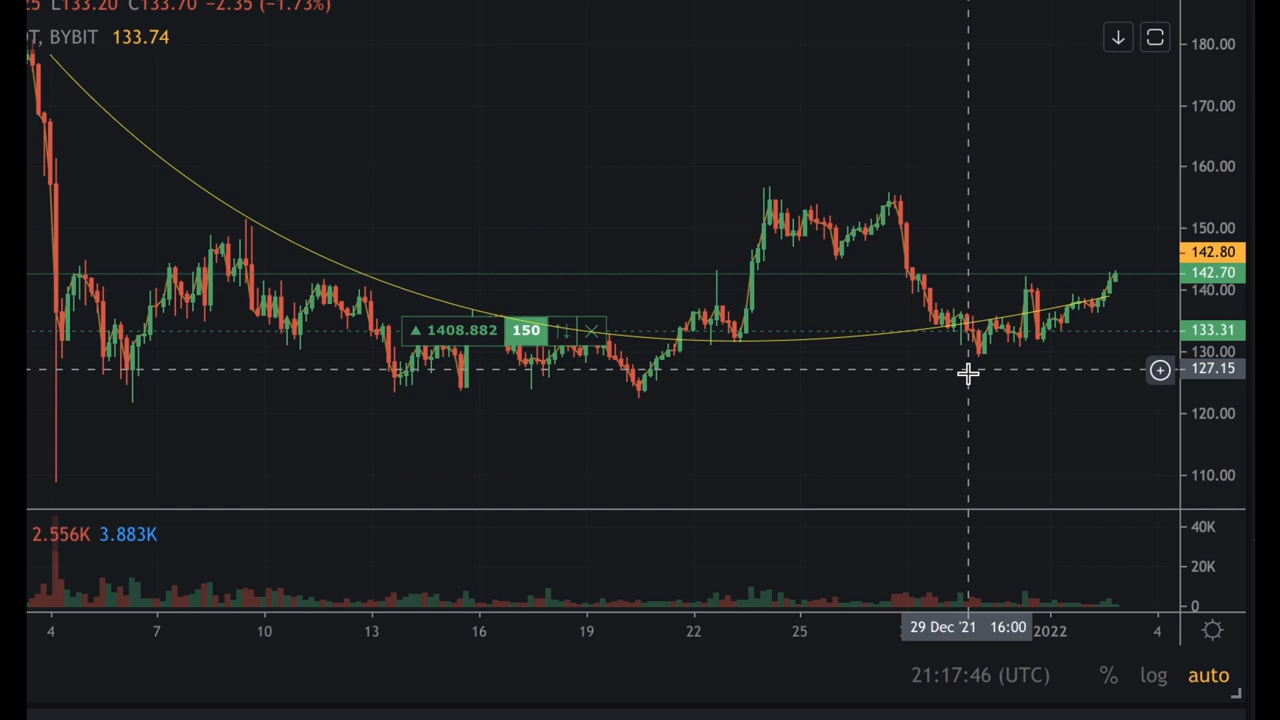 L133.20 C133.70 −2.35 (−1.73%)
BYBIT 133.74
180.00
170.00
160.00
150.00
142.80
142.70
140.00
▲ 1408.882 150
133.31
130.00
127.15
120.00
110.00
2.556K 3.883K
40K
20K
0
4 7 10 13 16 19 22 25 29 Dec '21 16:00 2022 4
21:17:46 (UTC) % log auto